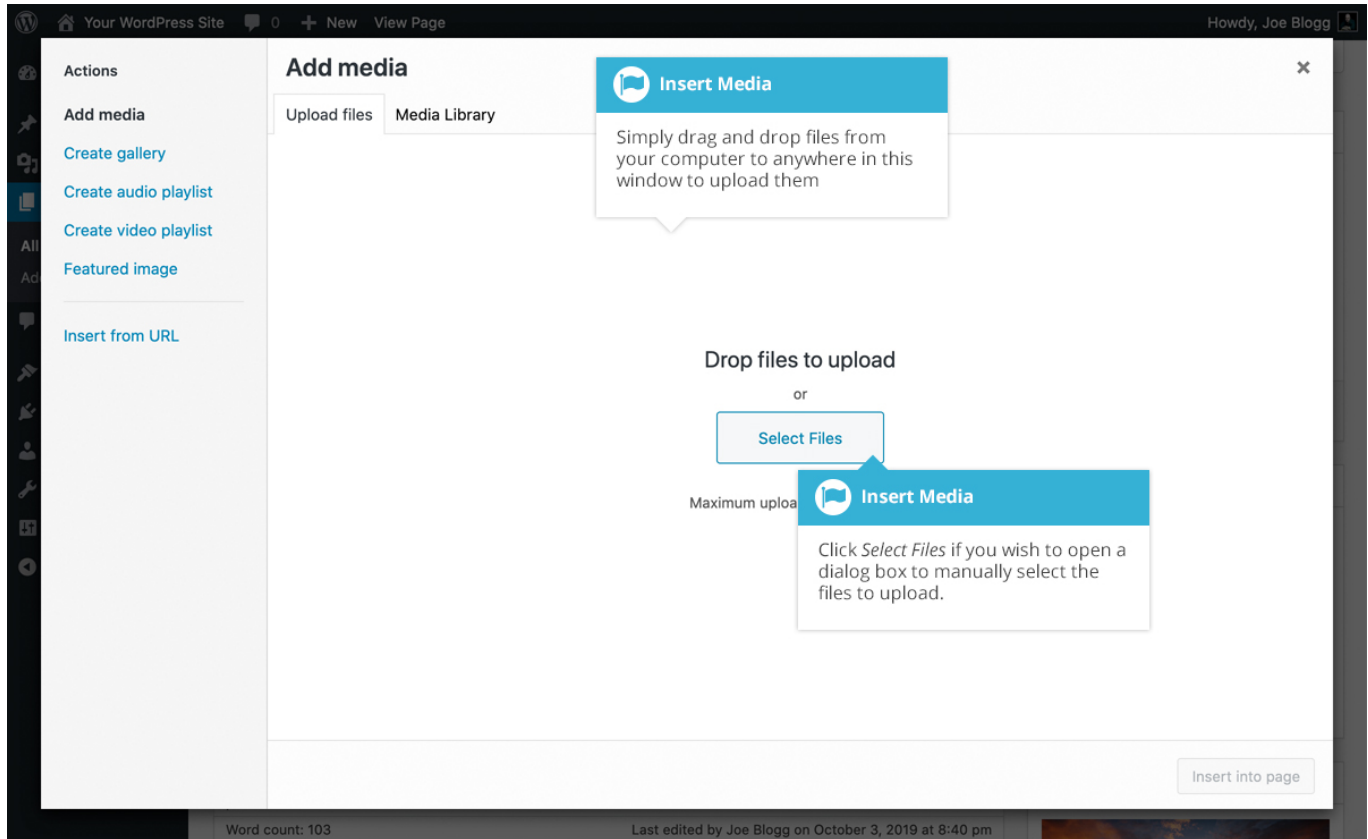 Your WordPress Site 0 New View Page Howdy, Joe Blogg
Actions
Add media
Create gallery
Create audio playlist
Create video playlist
Featured image
Insert from URL
All
Add media
Upload files Media Library
Insert Media
Simply drag and drop files from
your computer to anywhere in this
window to upload them
Drop files to upload
or
Select Files
Maximum
Insert Media
Click Select Files if you wish to open a
dialog box to manually select the
files to upload.
Insert into page
Word count: 103 Last edited by Joe Blogg on October 3, 2019 at 8:40 pm